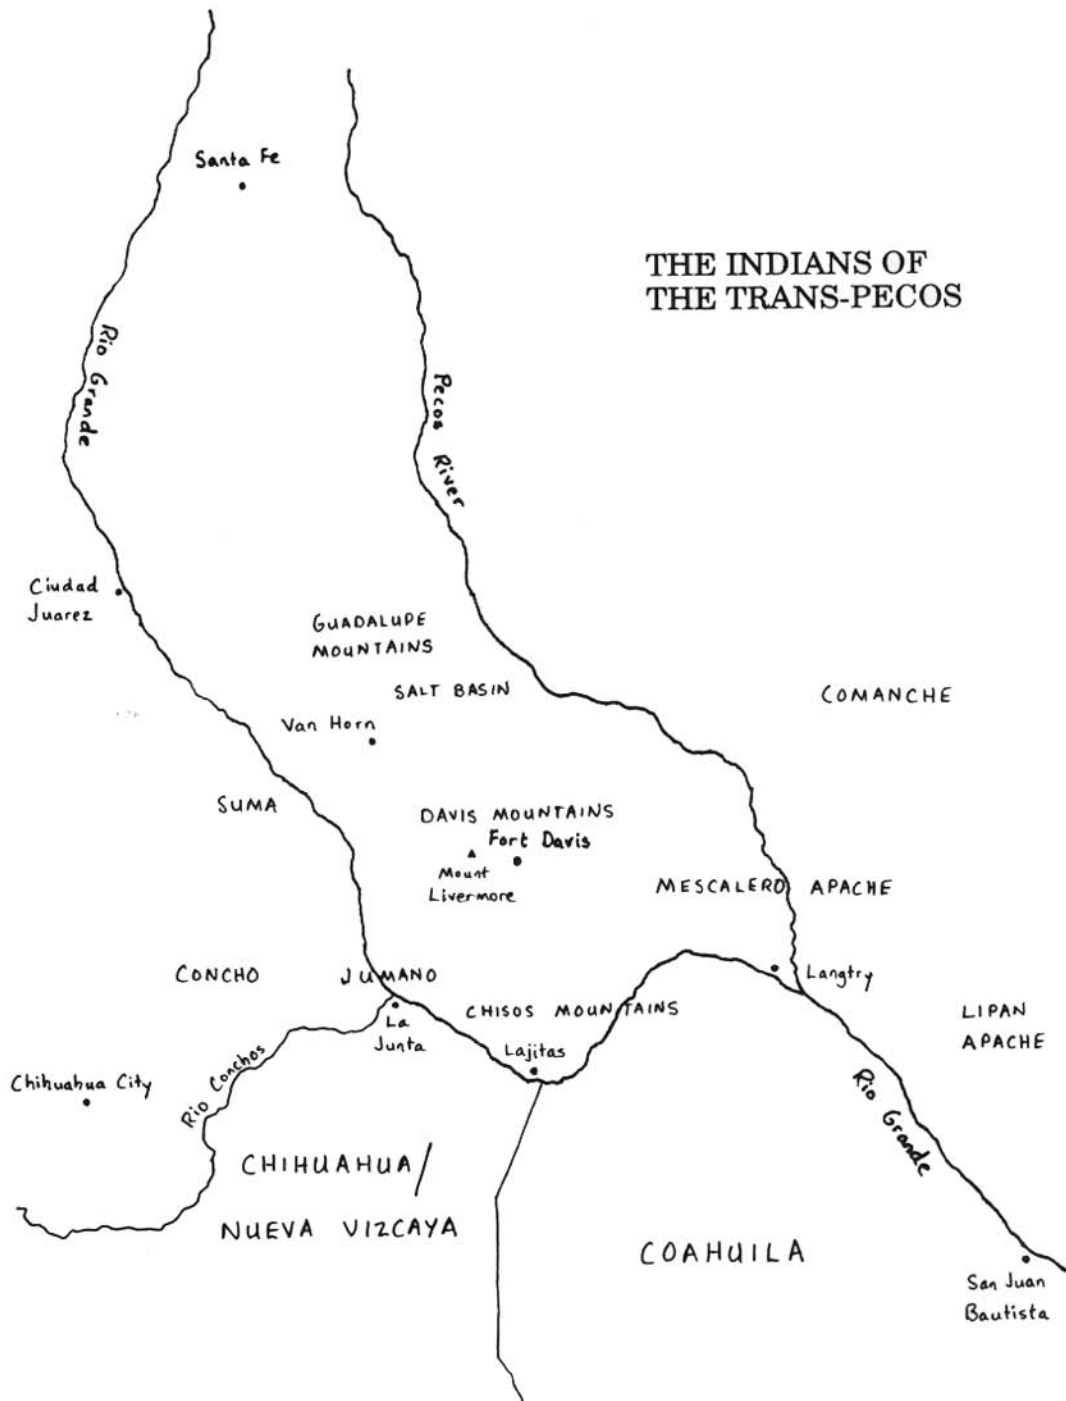 Santa Fe
THE INDIANS OF
THE TRANS-PECOS
Rio Grande
Pecos River
Ciudad
Juarez
GUADALUPE
MOUNTAINS
SALT BASIN
COMANCHE
Van Horn
SUMA
DAVIS MOUNTAINS
Fort Davis
Mount
Livermore
MESCALERO APACHE
CONCHO
JUMANO
Langtry
CHISOS MOUNTAINS
LIPAN
APACHE
La
Junta
Lajitas
Chihuahua City
Rio Conchos
Rio Grande
CHIHUAHUA/
NUEVA VIZCAYA
COAHUILA
San Juan
Bautista